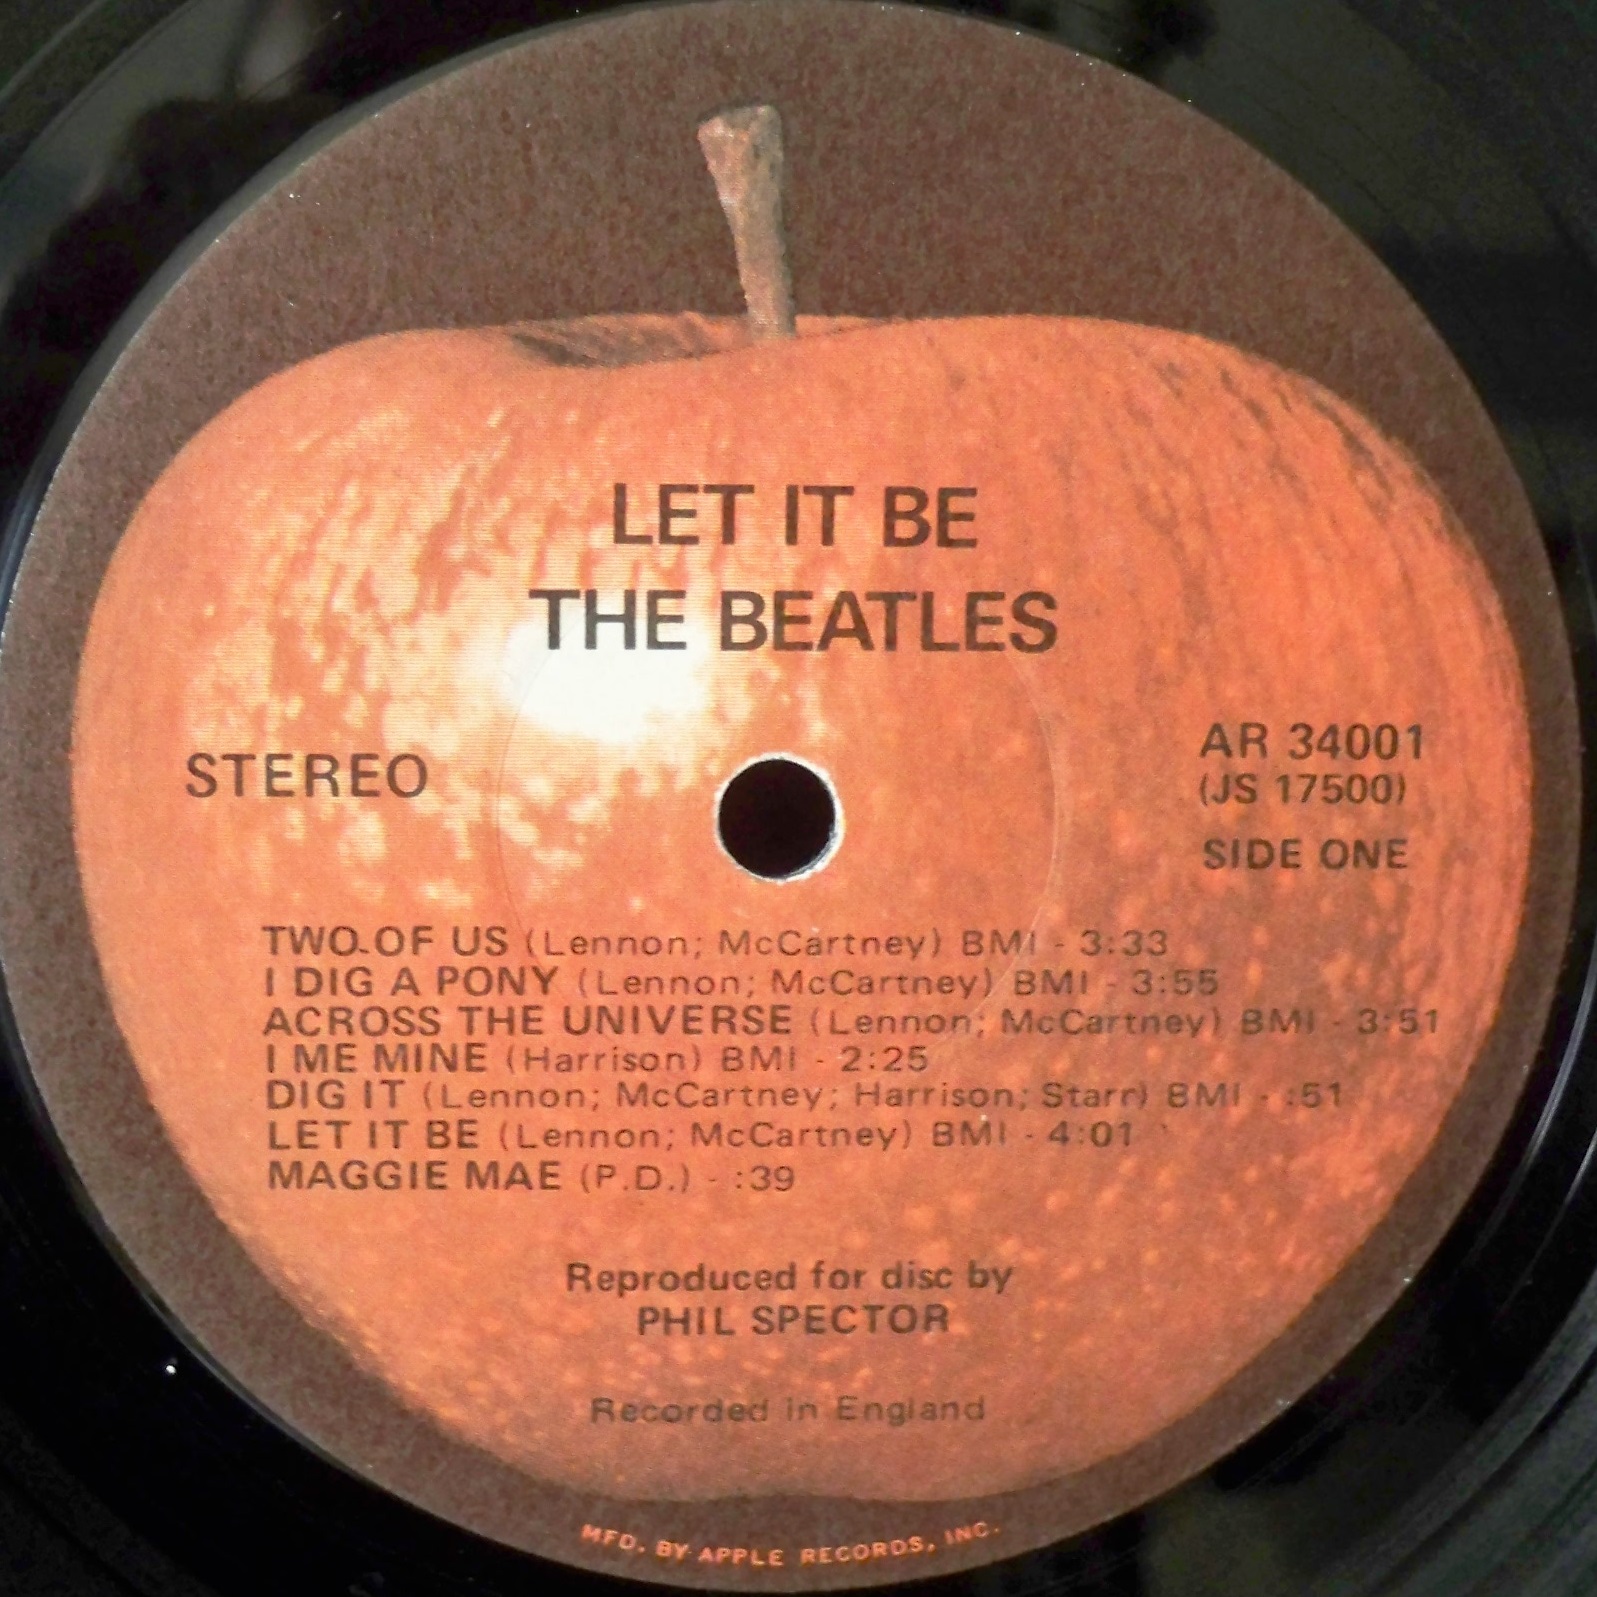 LET IT BE
THE BEATLES
STEREO
AR 34001
(JS 17500)
SIDE ONE
TWO OF US (Lennon; McCartney) BMI - 3:33
I DIG A PONY (Lennon; McCartney) BMI - 3:55
ACROSS THE UNIVERSE (Lennon; McCartney) BMI - 3:51
I ME MINE (Harrison) BMI - 2:25
DIG IT (Lennon; McCartney; Harrison; Starr) BMI - :51
LET IT BE (Lennon; McCartney) BMI - 4:01
MAGGIE MAE (P.D.) - :39
Reproduced for disc by
PHIL SPECTOR
Recorded in England
MFD. BY APPLE RECORDS, INC.